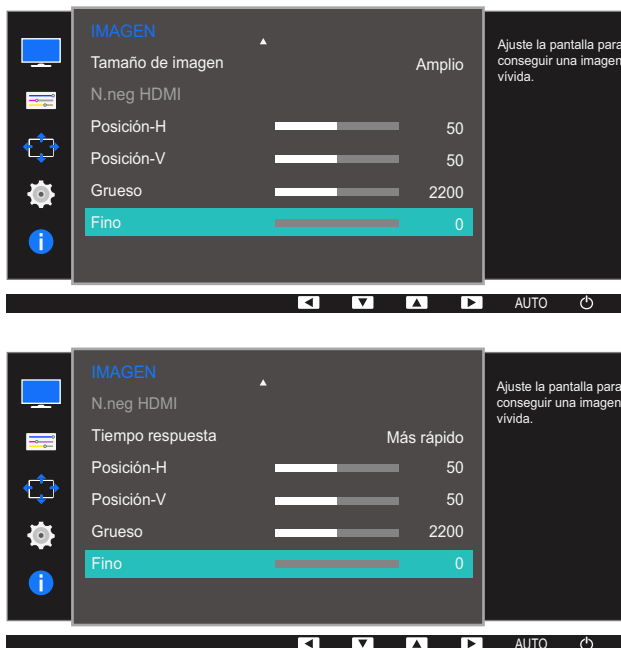 IMAGEN
Tamaño de imagen Amplio
N.neg HDMI
Posición-H 50
Posición-V 50
Grueso 2200
Fino 0
Ajuste la pantalla para
conseguir una imagen
vívida.
AUTO
IMAGEN
N.neg HDMI
Tiempo respuesta Más rápido
Posición-H 50
Posición-V 50
Grueso 2200
Fino 0
Ajuste la pantalla para
conseguir una imagen
vívida.
AUTO